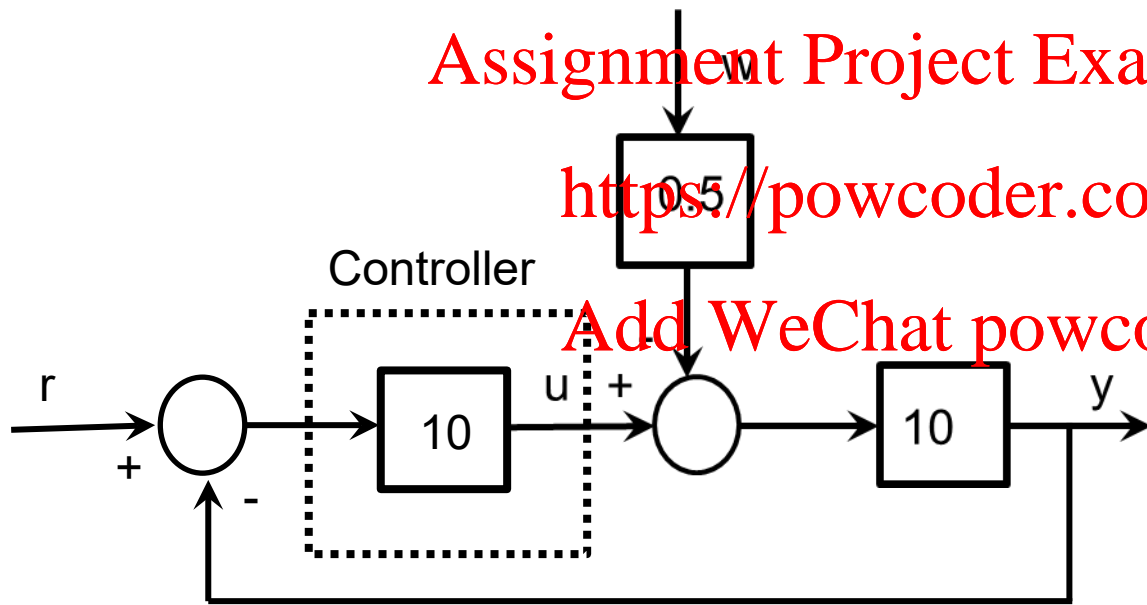 Assignment Project Exa
w
https://powcoder.co
0.5
Controller
Add WeChat powco
-
r
u
+
y
10
10
+
-